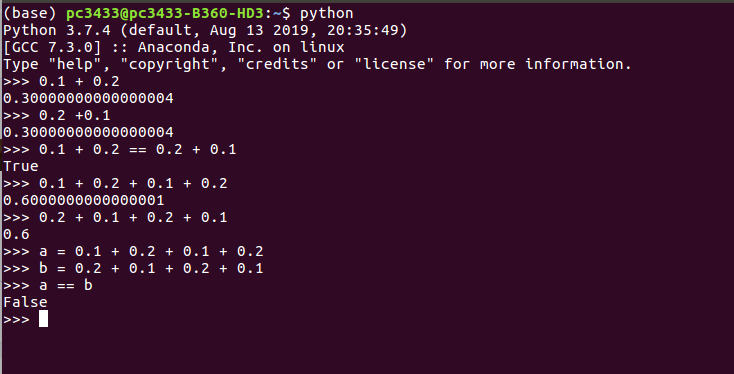 (base) pc3433@pc3433-B360-HD3:~$ python
Python 3.7.4 (default, Aug 13 2019, 20:35:49)
[GCC 7.3.0] :: Anaconda, Inc. on linux
Type "help", "copyright", "credits" or "license" for more information.
>>> 0.1 + 0.2
0.30000000000000004
>>> 0.2 +0.1
0.30000000000000004
>>> 0.1 + 0.2 == 0.2 + 0.1
True
>>> 0.1 + 0.2 + 0.1 + 0.2
0.6000000000000001
>>> 0.2 + 0.1 + 0.2 + 0.1
0.6
>>> a = 0.1 + 0.2 + 0.1 + 0.2
>>> b = 0.2 + 0.1 + 0.2 + 0.1
>>> a == b
False
>>>